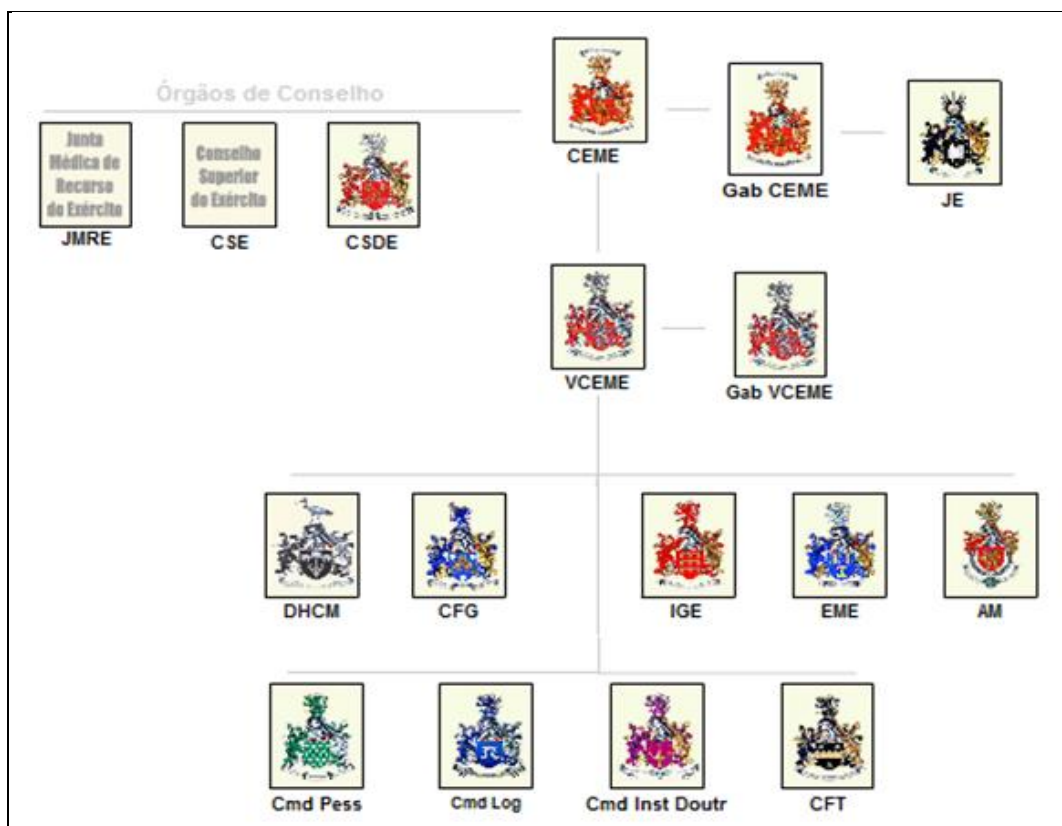 Órgãos de Conselho
Junta
Médica de
Recurso
do Exército
JMRE
Conselho
Superior
do Exército
CSE
CSDE
CEME
Gab CEME
JE
VCEME
Gab VCEME
DHCM
CFG
IGE
EME
AM
Cmd Pess
Cmd Log
Cmd Inst Doutr
CFT